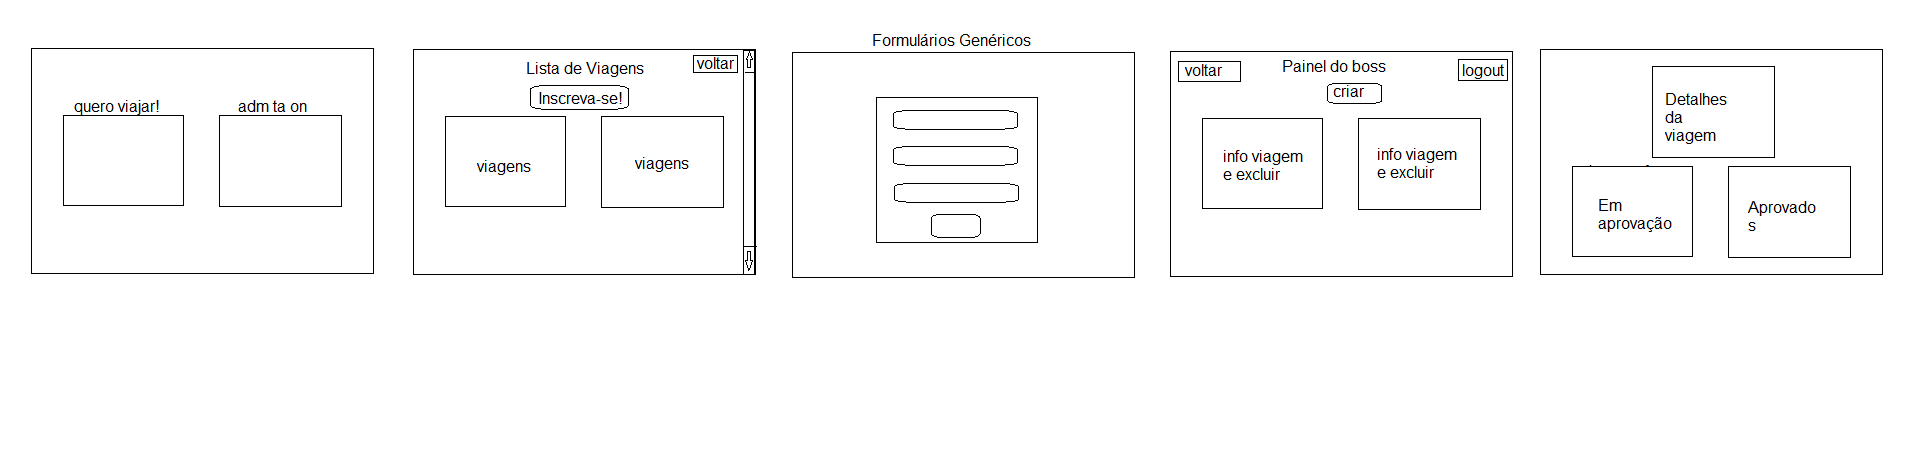 quero viajar!
adm ta on
Lista de Viagens
voltar
Inscreva-se!
viagens
viagens
Formulários Genéricos
voltar
Painel do boss
logout
criar
info viagem
e excluir
info viagem
e excluir
Detalhes
da
viagem
Em
aprovação
Aprovado
s